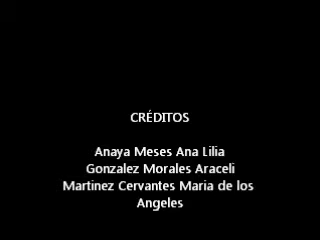 CRÉDITOS
Anaya Meses Ana Lilia
Gonzalez Morales Araceli
Martinez Cervantes Maria de los
Angeles